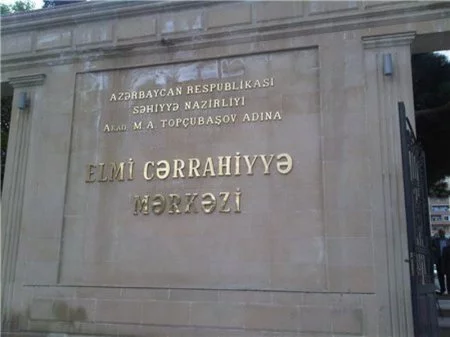 AZƏRBAYCAN RESPUBLİKASI
SƏHİYYƏ NAZİRLİYİ
AKAD. M.A. TOPÇUBAŞOV ADINA
ELMİ CƏRRAHİYYƏ
MƏRKƏZİ